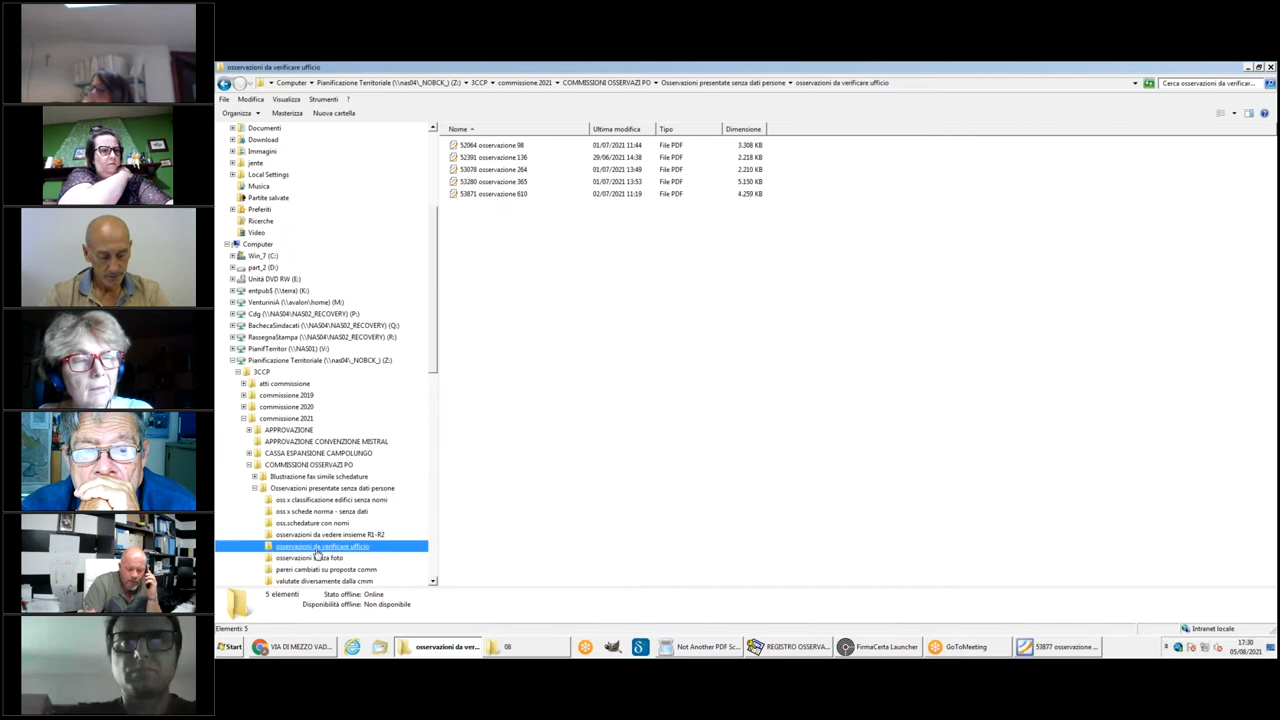 osservazioni da verificare ufficio
Computer Pianificazione Territoriale (\\nas04\_NOBCK_) (Z:) 3CCP commissione 2021 COMMISSIONI OSSERVAZI PO Osservazioni presentate senza dati persone osservazioni da verificare ufficio
Cerca osservazioni da verificar...
File Modifica Visualizza Strumenti ?
Organizza Masterizza Nuova cartella
Documenti
Download
Immagini
jente
Local Settings
Musica
Partite salvate
Preferiti
Ricerche
Video
Computer
Win_7 (C:)
part_2 (D:)
Unità DVD RW (E:)
entpub$ (\\terra) (K:)
VenturiniA (\\avalon\home) (M:)
Cdg (\\NAS04\NAS02_RECOVERY) (P:)
BachecaSindacati (\\NAS04\NAS02_RECOVERY) (Q:)
RassegnaStampa (\\NAS04\NAS02_RECOVERY) (R:)
PianifTerritor (\\NAS01) (V:)
Pianificazione Territoriale (\\nas04\_NOBCK_) (Z:)
3CCP
atti commissione
commissione 2019
commissione 2020
commissione 2021
APPROVAZIONE
APPROVAZIONE CONVENZIONE MISTRAL
CASSA ESPANSIONE CAMPOLUNGO
COMMISSIONI OSSERVAZI PO
Illustrazione fax simile schedature
Osservazioni presentate senza dati persone
oss x classificazione edifici senza nomi
oss x schede norma - senza dati
oss.schedature con nomi
osservazioni da vedere insieme R1-R2
osservazioni da verificare ufficio
osservazioni senza foto
pareri cambiati su proposta comm
valutate diversamente dalla cmm
Nome Ultima modifica Tipo Dimensione
52064 osservazione 98 01/07/2021 11:44 File PDF 3.308 KB
52391 osservazione 136 29/06/2021 14:38 File PDF 2.218 KB
53078 osservazione 264 01/07/2021 13:49 File PDF 2.210 KB
53280 osservazione 365 01/07/2021 13:53 File PDF 5.150 KB
53871 osservazione 610 02/07/2021 11:19 File PDF 4.259 KB
5 elementi Stato offline: Online
Disponibilità offline: Non disponibile
Elementi: 5 Intranet locale
Start VIA DI MEZZO VAD... osservazioni da ver... 08 Not Another PDF Sc... REGISTRO OSSERVA... FirmaCerta Launcher GoToMeeting 53877 osservazione ... 17:30
05/08/2021